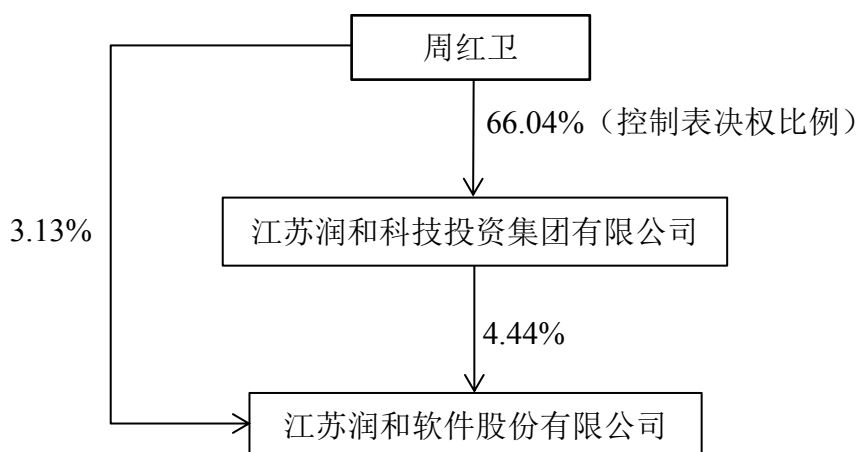 周红卫
66.04%（控制表决权比例）
江苏润和科技投资集团有限公司
3.13%
4.44%
江苏润和软件股份有限公司